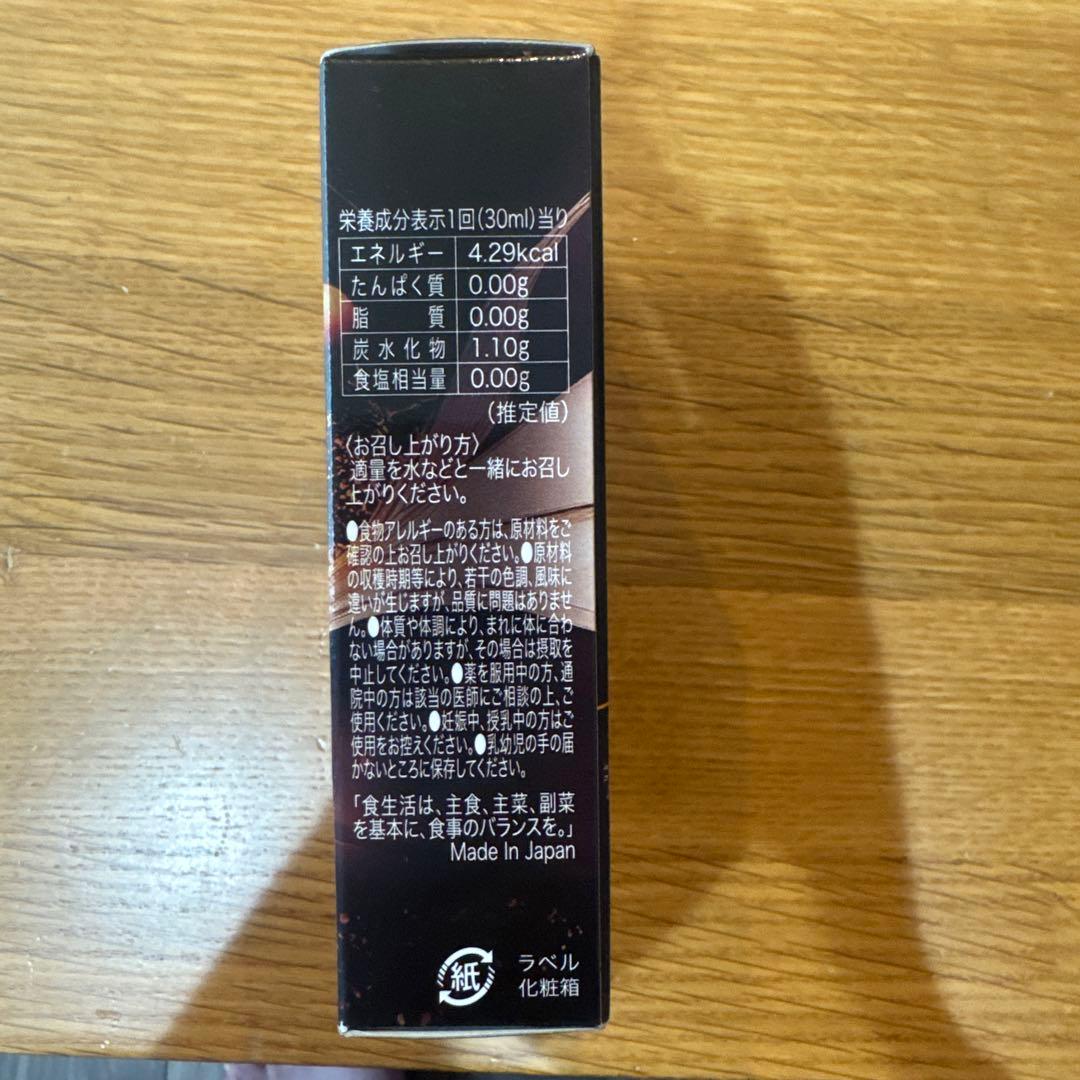 栄養成分表示1回(30ml)当り
エネルギー 4.29kcal
たんぱく質 0.00g
脂質 0.00g
炭水化物 1.10g
食塩相当量 0.00g
(推定値)
〈お召し上がり方〉
適量を水などと一緒にお召し
上がりください。
●食物アレルギーのある方は、原材料をご
確認の上お召し上がりください。●原材料
の収穫時期等により、若干の色調、風味に
違いが生じますが、品質に問題はありませ
ん。●体質や体調により、まれに体に合わ
ない場合がありますが、その場合は摂取を
中止してください。●薬を服用中の方、通
院中の方は該当の医師にご相談の上、ご
使用ください。●妊娠中、授乳中の方はご
使用をお控えください。●乳幼児の手の届
かないところに保存してください。
「食生活は、主食、主菜、副菜
を基本に、食事のバランスを。」
Made In Japan
紙 ラベル
化粧箱